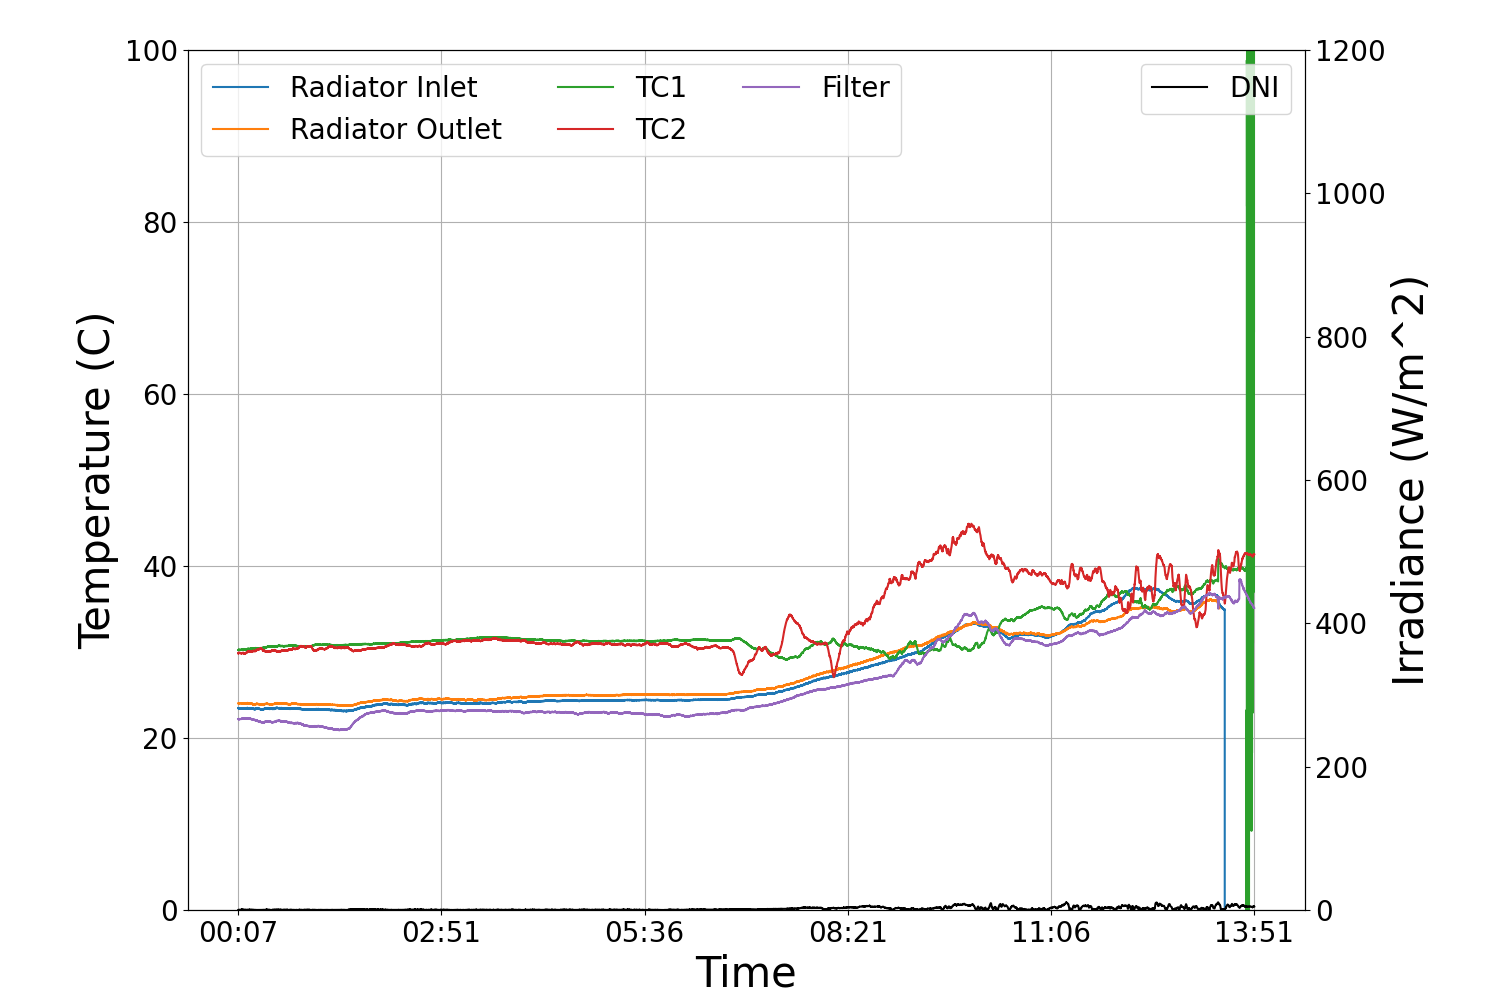 Radiator Inlet
Radiator Outlet
TC1
TC2
Filter
DNI
Temperature (C)
100
80
60
40
20
0
Irradiance (W/m^2)
1200
1000
800
600
400
200
0
00:07 02:51 05:36 08:21 11:06 13:51
Time